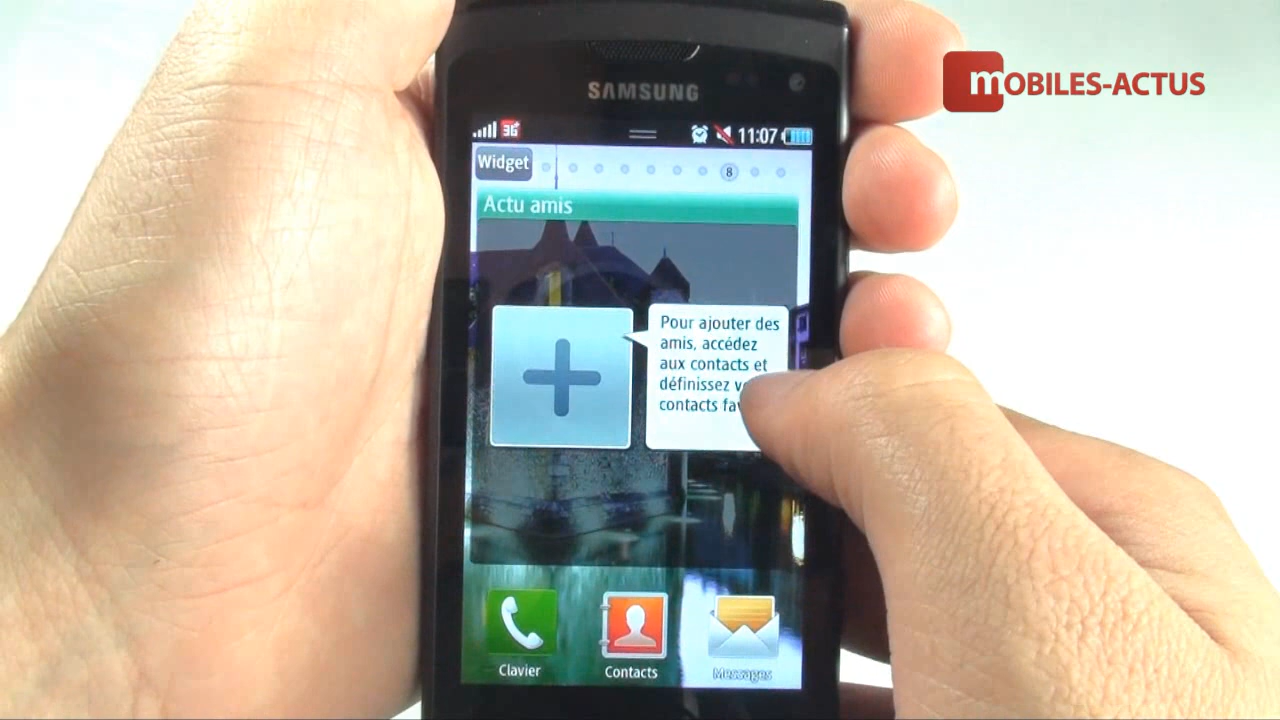 mOBILES-ACTUS
SAMSUNG
3G+
11:07
Widget
8
Actu amis
Pour ajouter des
amis, accédez
aux contacts et
définissez
contacts
Clavier
Contacts
Messages